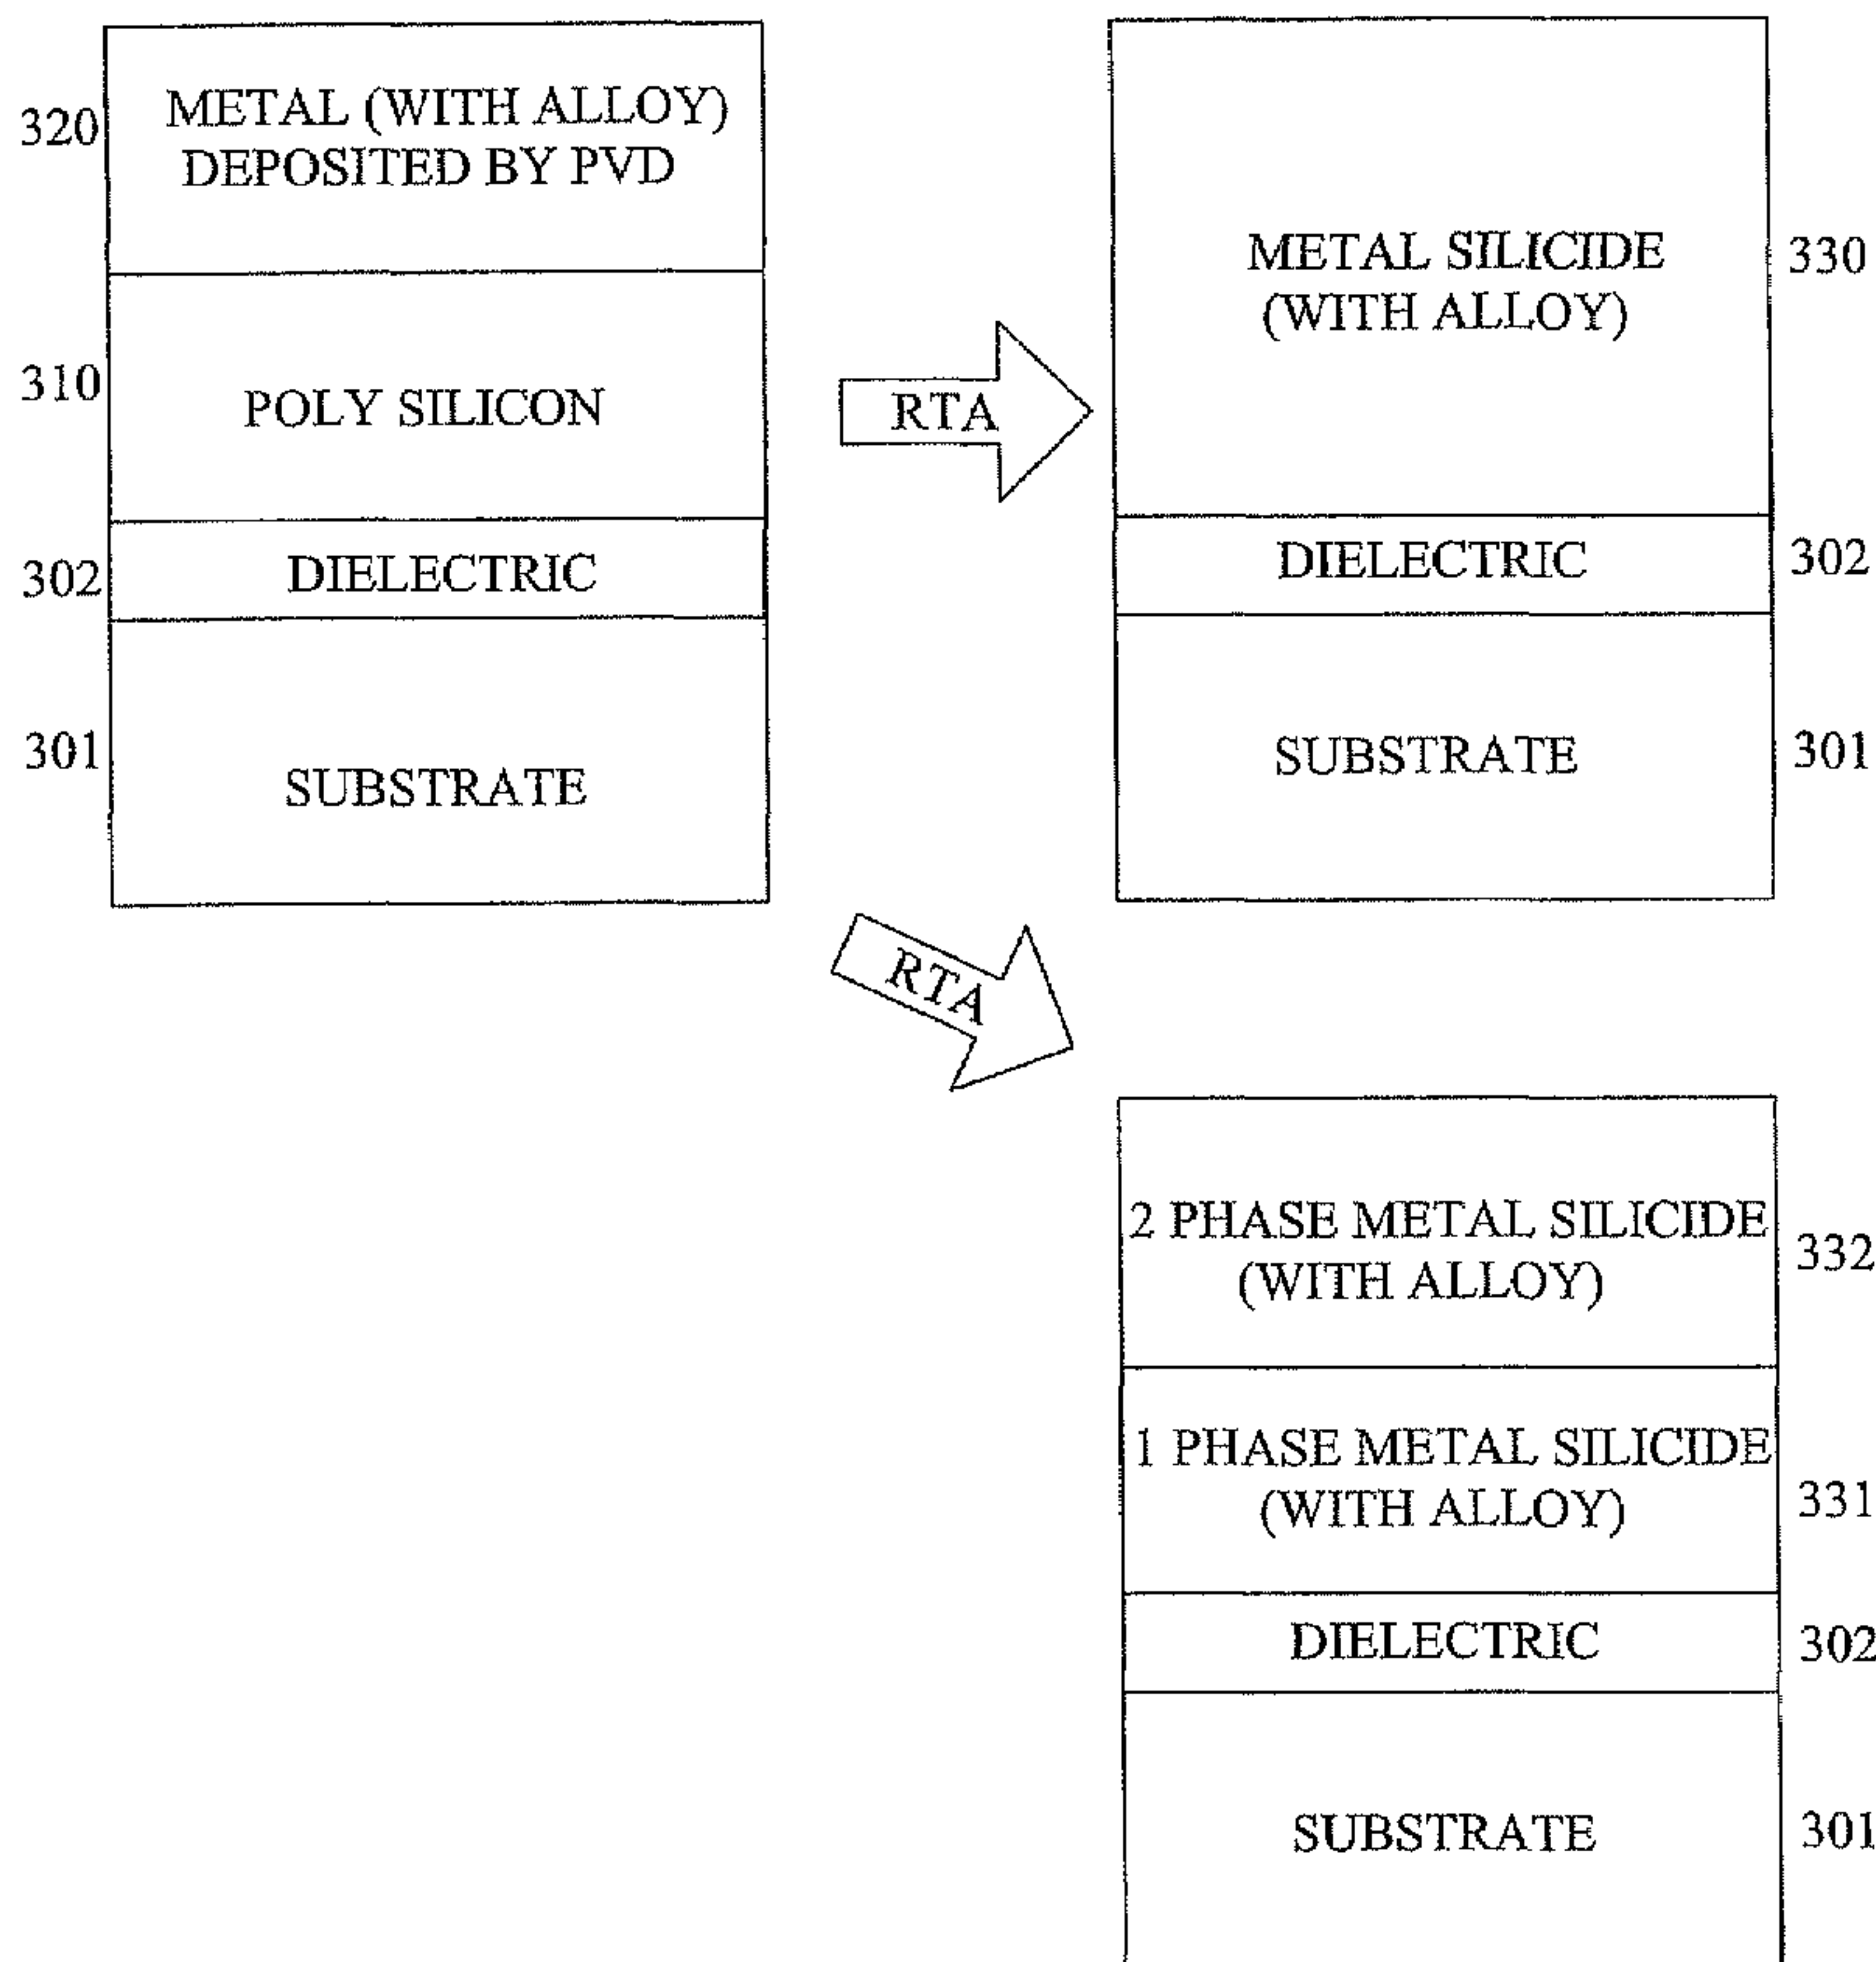 320
METAL (WITH ALLOY)
DEPOSITED BY PVD
310
POLY SILICON
302
DIELECTRIC
301
SUBSTRATE
RTA
METAL SILICIDE
(WITH ALLOY)
330
DIELECTRIC
302
SUBSTRATE
301
RTA
2 PHASE METAL SILICIDE
(WITH ALLOY)
332
1 PHASE METAL SILICIDE
(WITH ALLOY)
331
DIELECTRIC
302
SUBSTRATE
301